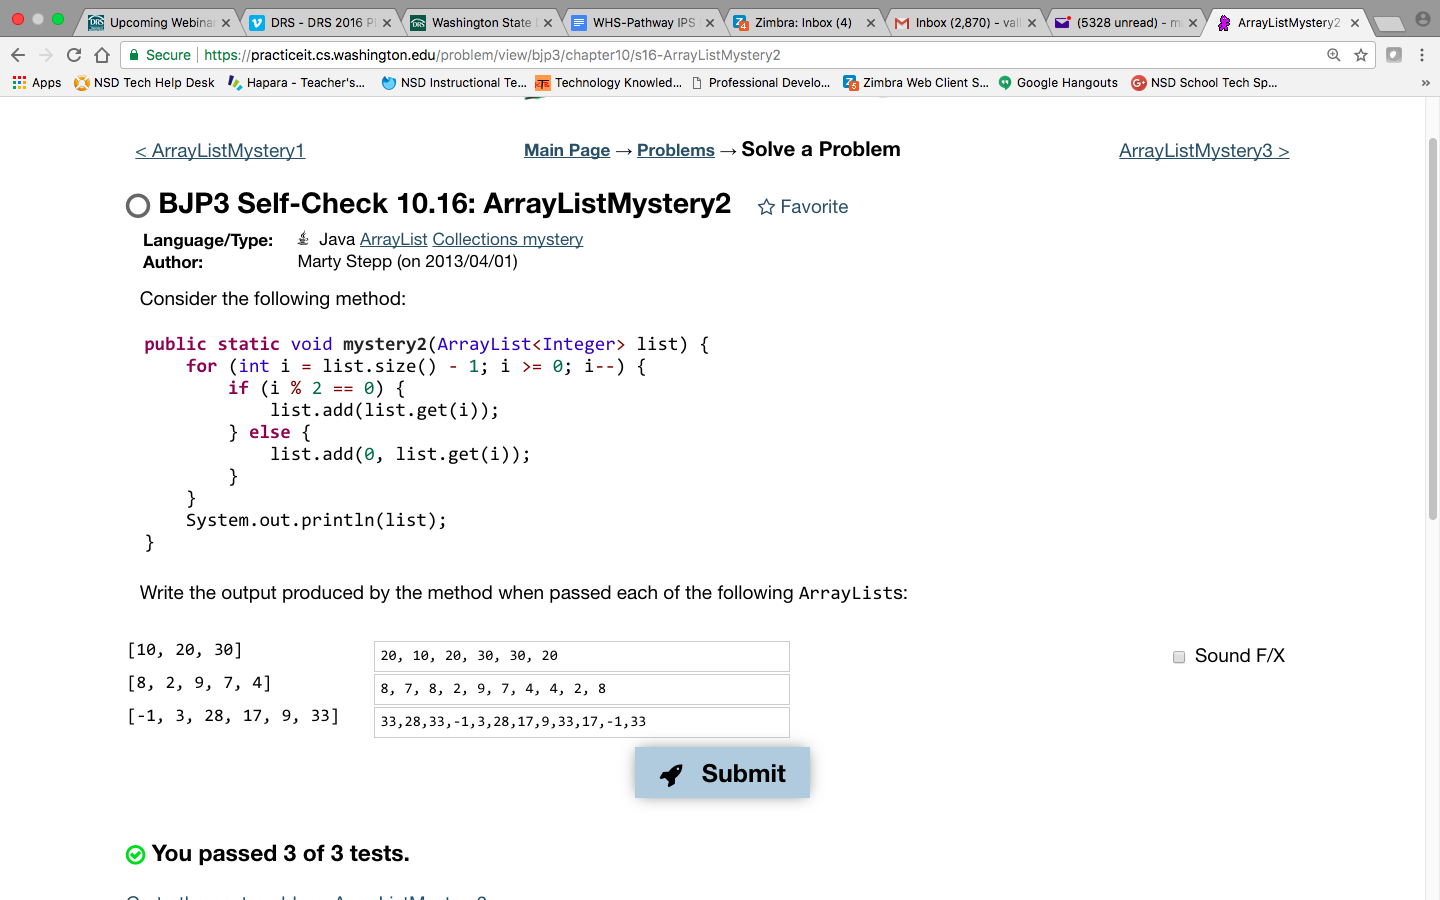 Upcoming Webinar
DRS - DRS 2016 P
Washington State
WHS-Pathway IPS
Zimbra: Inbox (4)
Inbox (2,870) - vali
(5328 unread) - m
ArrayListMystery2
Secure https://practiceit.cs.washington.edu/problem/view/bjp3/chapter10/s16-ArrayListMystery2
Apps NSD Tech Help Desk Hapara - Teacher's... NSD Instructional Te... Technology Knowled... Professional Develo... Zimbra Web Client S... Google Hangouts NSD School Tech Sp... »
< ArrayListMystery1 Main Page → Problems → Solve a Problem ArrayListMystery3 >
BJP3 Self-Check 10.16: ArrayListMystery2 Favorite
Language/Type: Java ArrayList Collections mystery
Author: Marty Stepp (on 2013/04/01)
Consider the following method:
public static void mystery2(ArrayList<Integer> list) {
for (int i = list.size() - 1; i >= 0; i--) {
if (i % 2 == 0) {
list.add(list.get(i));
} else {
list.add(0, list.get(i));
}
}
System.out.println(list);
}
Write the output produced by the method when passed each of the following ArrayLists:
[10, 20, 30] 20, 10, 20, 30, 30, 20 Sound F/X
[8, 2, 9, 7, 4] 8, 7, 8, 2, 9, 7, 4, 4, 2, 8
[-1, 3, 28, 17, 9, 33] 33,28,33,-1,3,28,17,9,33,17,-1,33
Submit
You passed 3 of 3 tests.